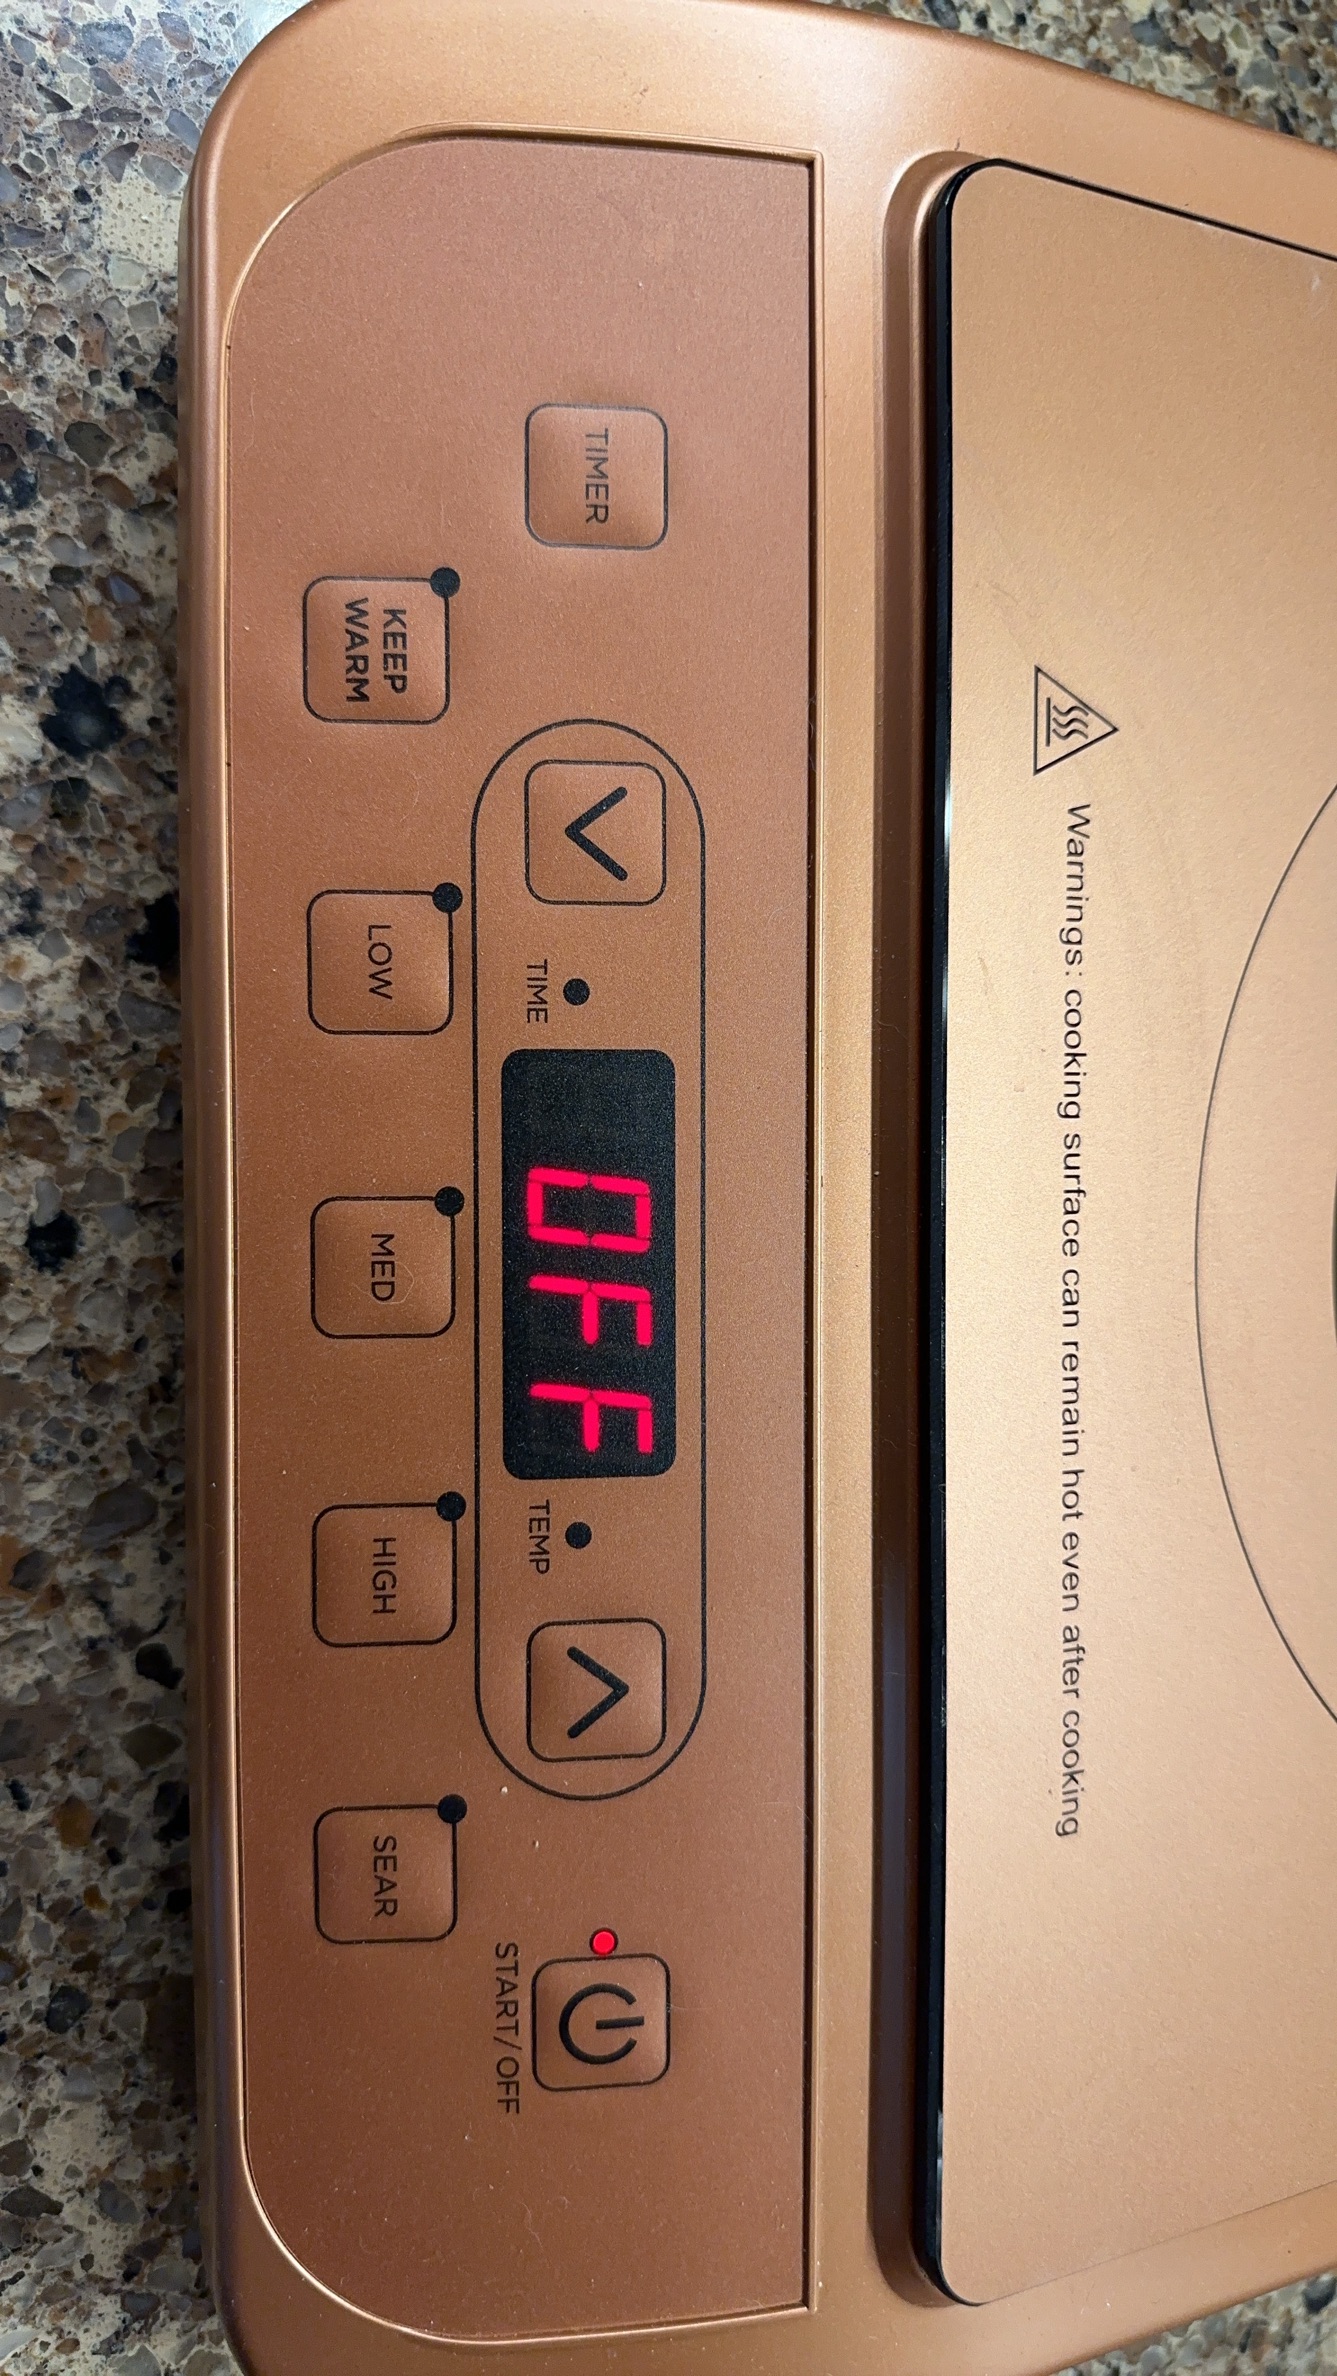 Warnings: cooking surface can remain hot even after cooking
TIMER
TIME
OFF
TEMP
START/OFF
KEEP
WARM
LOW
MED
HIGH
SEAR